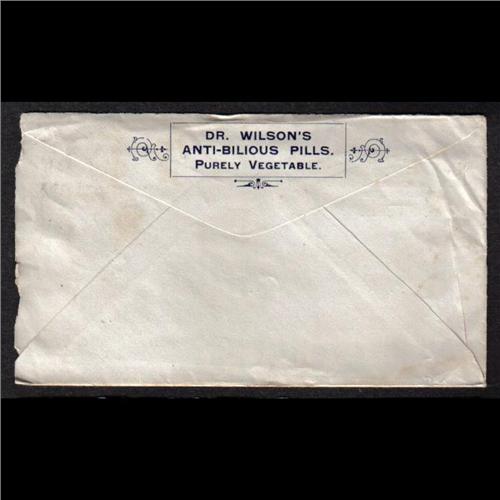 DR. WILSON'S
ANTI-BILIOUS PILLS.
PURELY VEGETABLE.